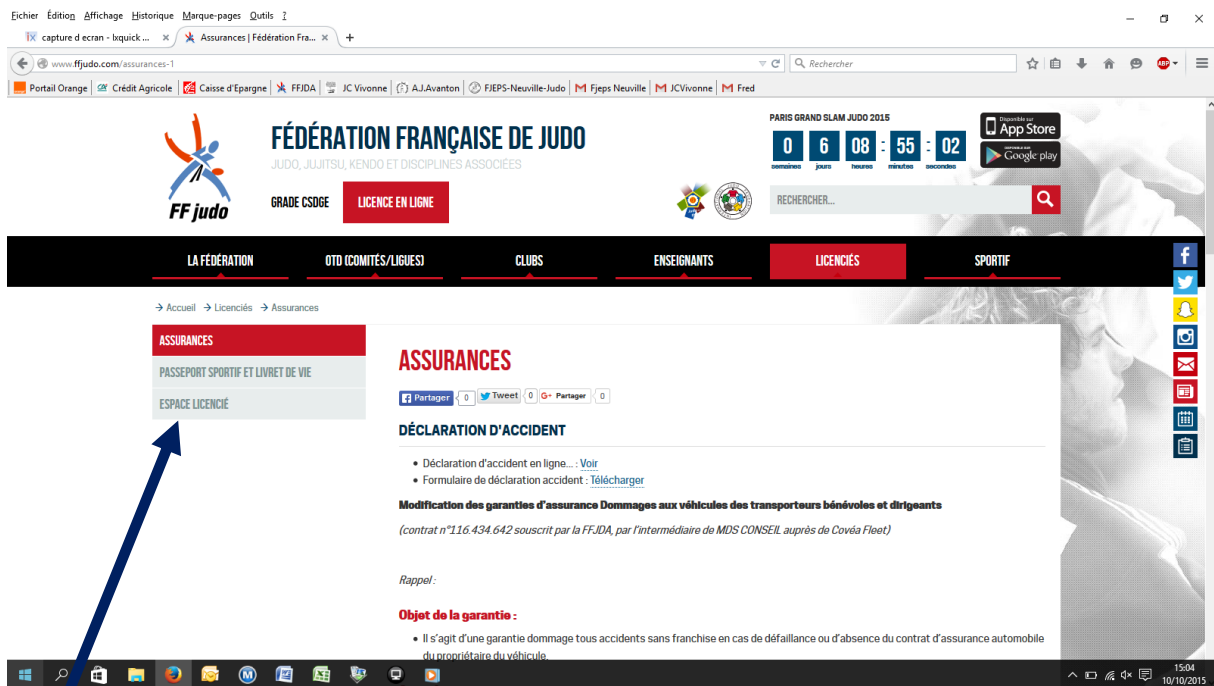 Fichier Édition Affichage Historique Marque-pages Outils ?
capture d ecran - Ixquick ... × Assurances | Fédération Fra... × +
www.ffjudo.com/assurances-1 Rechercher
Portail Orange Crédit Agricole Caisse d'Epargne FFJDA JC Vivonne A.J.Avanton FJEPS-Neuville-Judo Fjeps Neuville JCVivonne Fred
FF judo
FÉDÉRATION FRANÇAISE DE JUDO
JUDO, JUJITSU, KENDO ET DISCIPLINES ASSOCIÉES
GRADE CSDGE LICENCE EN LIGNE
PARIS GRAND SLAM JUDO 2015
0 6 08 : 55 : 02
semaines jours heures minutes secondes
Disponible sur
App Store
DISPONIBLE SUR
Google play
RECHERCHER...
LA FÉDÉRATION OTD (COMITÉS/LIGUES) CLUBS ENSEIGNANTS LICENCIÉS SPORTIF
→ Accueil → Licenciés → Assurances
ASSURANCES
PASSEPORT SPORTIF ET LIVRET DE VIE
ESPACE LICENCIÉ
ASSURANCES
Partager 0 Tweet 0 G+ Partager 0
DÉCLARATION D'ACCIDENT
• Déclaration d'accident en ligne... : Voir
• Formulaire de déclaration accident : Télécharger
Modification des garanties d'assurance Dommages aux véhicules des transporteurs bénévoles et dirigeants
(contrat n°116.434.642 souscrit par la FFJDA, par l'intermédiaire de MDS CONSEIL auprès de Covéa Fleet)
Rappel :
Objet de la garantie :
• Il s'agit d'une garantie dommage tous accidents sans franchise en cas de défaillance ou d'absence du contrat d'assurance automobile
du propriétaire du véhicule.
15:04
10/10/2015